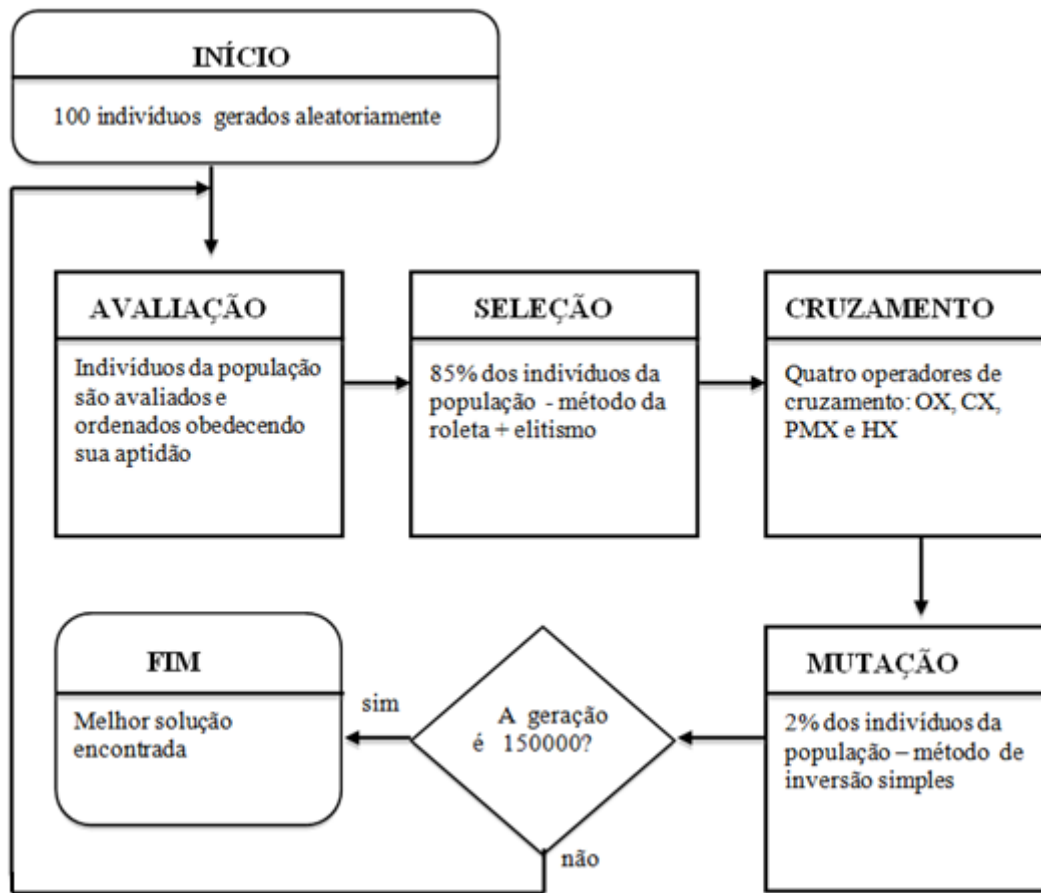 INÍCIO
100 indivíduos gerados aleatoriamente
AVALIAÇÃO
Indivíduos da população
são avaliados e
ordenados obedecendo
sua aptidão
SELEÇÃO
85% dos indivíduos da
população - método da
roleta + elitismo
CRUZAMENTO
Quatro operadores de
cruzamento: OX, CX,
PMX e HX
MUTAÇÃO
2% dos indivíduos da
população – método de
inversão simples
A geração
é 150000?
sim
não
FIM
Melhor solução
encontrada